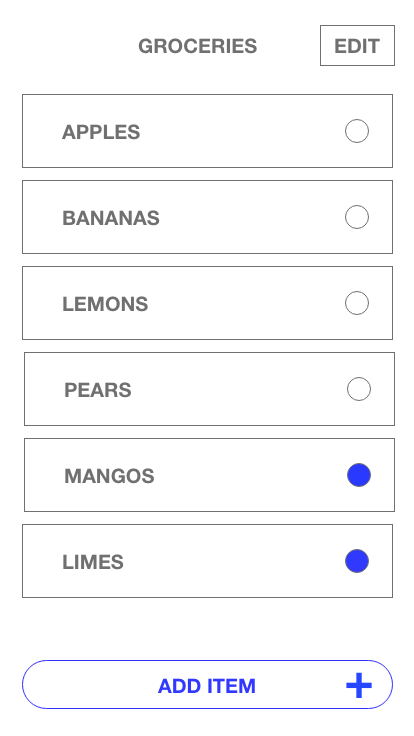 GROCERIES
EDIT
APPLES
BANANAS
LEMONS
PEARS
MANGOS
LIMES
ADD ITEM +